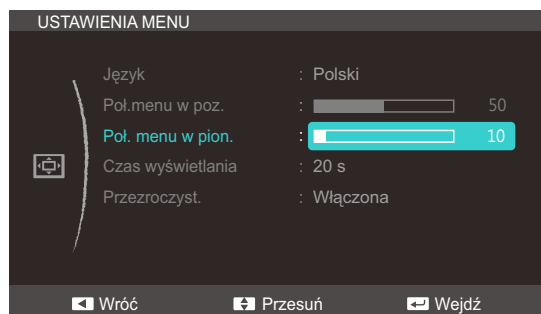 USTAWIENIA MENU
Język : Polski
Poł.menu w poz. : 50
Poł. menu w pion. : 10
Czas wyświetlania : 20 s
Przezroczyst. : Włączona
Wróć Przesuń Wejdź